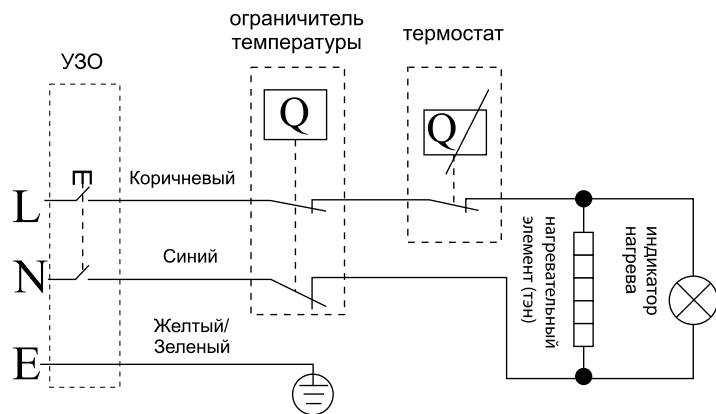 ограничитель
температуры
термостат
УЗО
Q
Q
L
Коричневый
N
Синий
E
Желтый/
Зеленый
нагревательный
элемент (тэн)
индикатор
нагрева